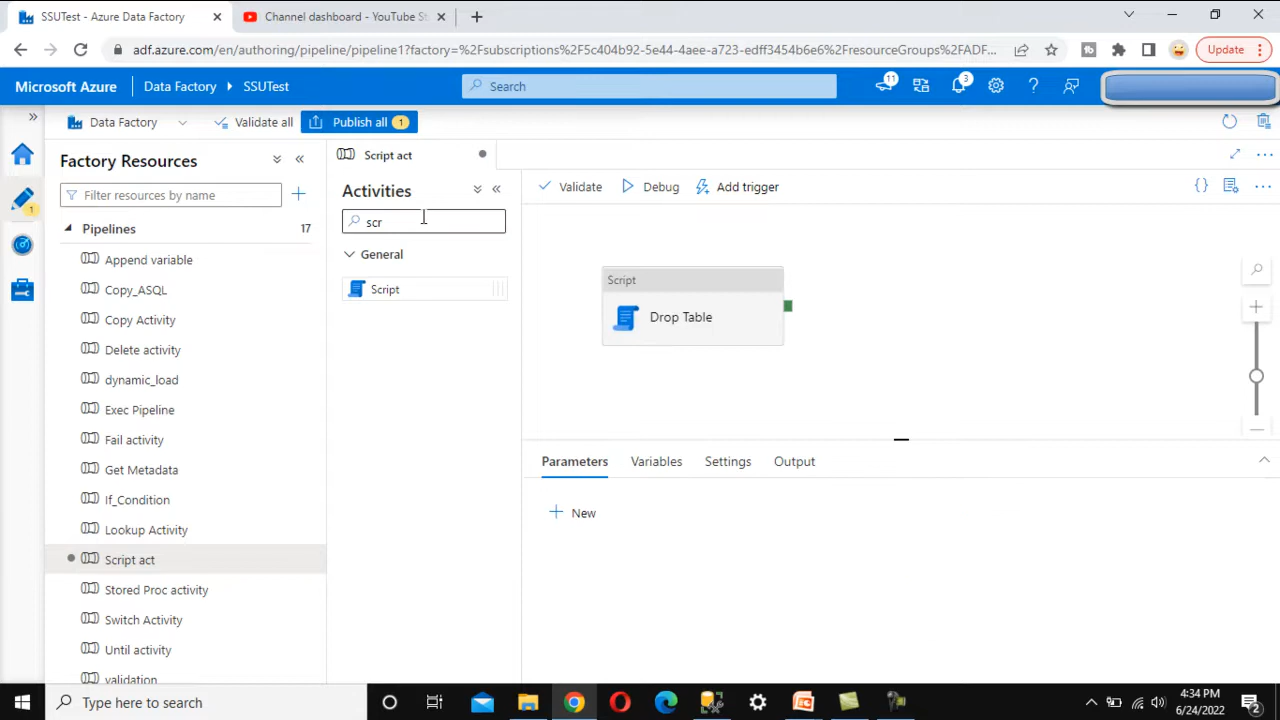 SSUTest - Azure Data Factory
Channel dashboard - YouTube St
adf.azure.com/en/authoring/pipeline/pipeline1?factory=%2Fsubscriptions%2F5c404b92-5e44-4aee-a723-edff3454b6e6%2FresourceGroups%2FADF...
Update
Microsoft Azure
Data Factory
SSUTest
Search
11
3
Data Factory
Validate all
Publish all
1
Factory Resources
Filter resources by name
Pipelines
17
Append variable
Copy_ASQL
Copy Activity
Delete activity
dynamic_load
Exec Pipeline
Fail activity
Get Metadata
If_Condition
Lookup Activity
Script act
Stored Proc activity
Switch Activity
Until activity
validation
1
Script act
Activities
scr
General
Script
Validate
Debug
Add trigger
Script
Drop Table
Parameters
Variables
Settings
Output
New
Type here to search
4:34 PM
6/24/2022
2